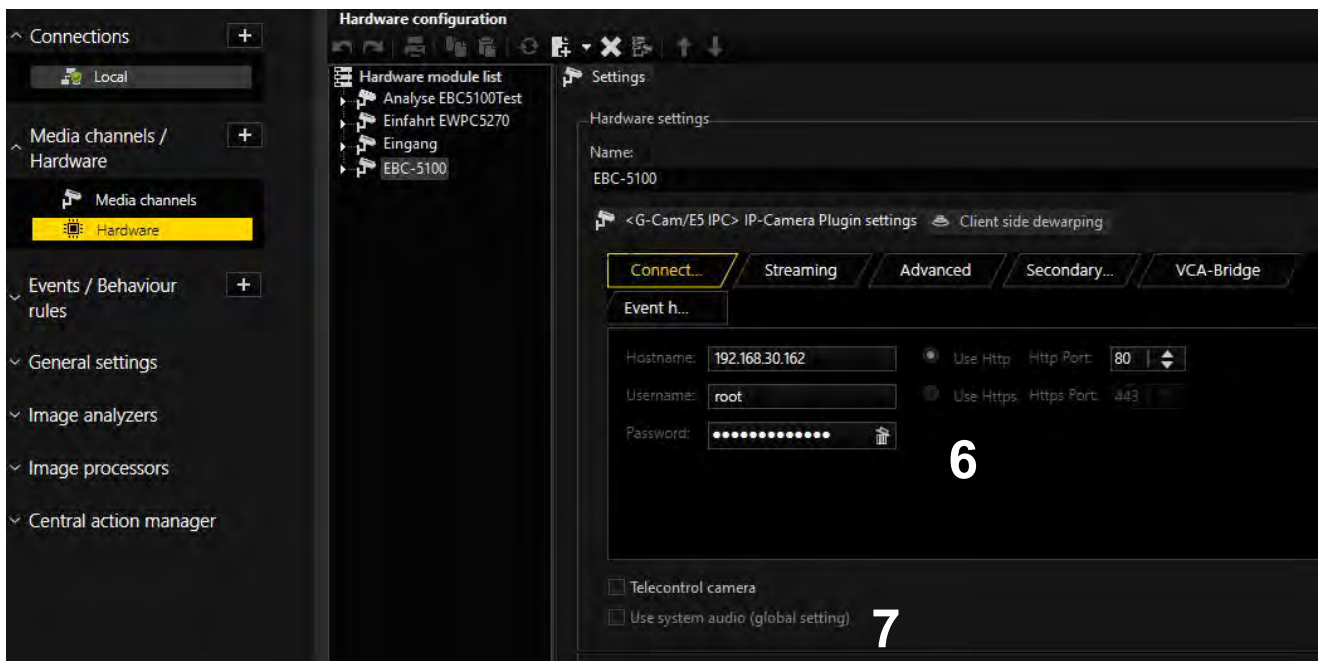 Connections
Local
Media channels /
Hardware
Media channels
Hardware
Events / Behaviour
rules
General settings
Image analyzers
Image processors
Central action manager
Hardware configuration
Hardware module list
Analyse EBC5100Test
Einfahrt EWPC5270
Eingang
EBC-5100
Settings
Hardware settings
Name:
EBC-5100
<G-Cam/E5 IPC> IP-Camera Plugin settings Client side dewarping
Connect... Streaming Advanced Secondary... VCA-Bridge
Event h...
Hostname: 192.168.30.162 Use Http Http Port: 80
Username: root Use Https Https Port: 443
Password: •••••••••••••
6
Telecontrol camera
Use system audio (global setting)
7